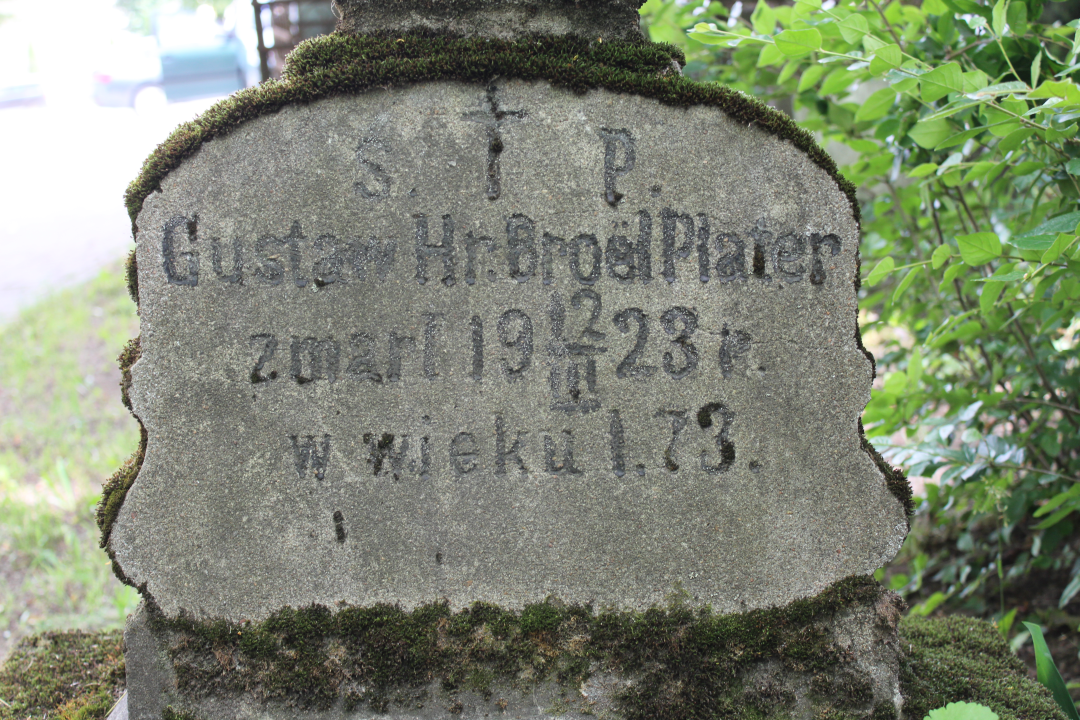 S. † P.
Gustaw Hr. Broël Plater
zmarł 19 12/III 23 r.
w wieku l. 73.